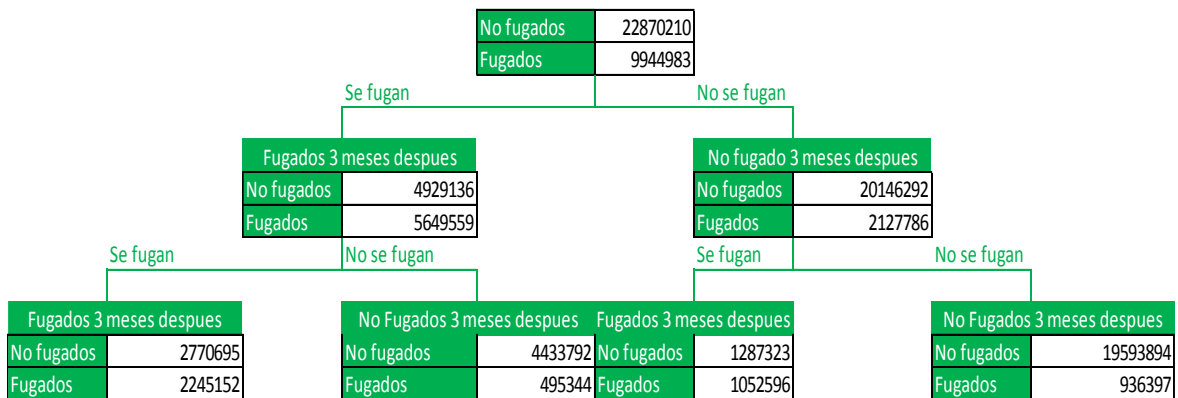 No fugados 22870210
Fugados 9944983
Se fugan No se fugan
Fugados 3 meses despues No fugado 3 meses despues
No fugados 4929136 No fugados 20146292
Fugados 5649559 Fugados 2127786
Se fugan No se fugan Se fugan No se fugan
Fugados 3 meses despues No Fugados 3 meses despues Fugados 3 meses despues No Fugados 3 meses despues
No fugados 2770695 No fugados 4433792 No fugados 1287323 No fugados 19593894
Fugados 2245152 Fugados 495344 Fugados 1052596 Fugados 936397